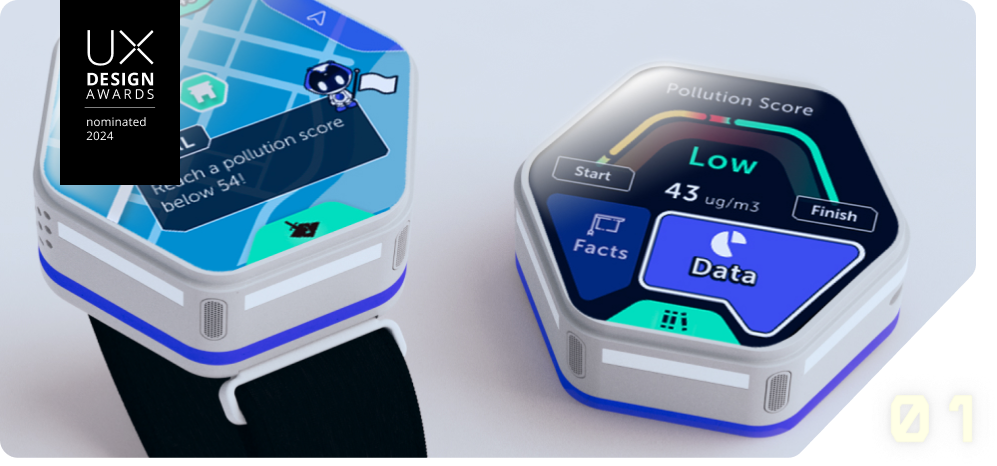 UX
DESIGN
AWARDS
nominated
2024
Reach a pollution score
below 54!
Pollution Score
Low
43 ug/m3
Start
Finish
Facts
Data
01